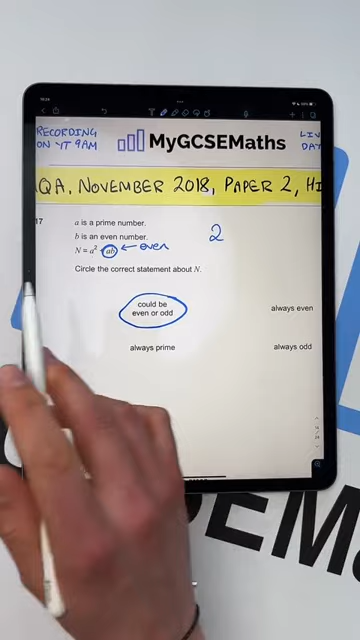 RECORDING
ON YT 9AM
MyGCSEMaths
LIV
DAT
AQA, NOVEMBER 2018, PAPER 2, HI
17
a is a prime number.
b is an even number.
N = a² + ab ← even
2
Circle the correct statement about N.
could be
even or odd
always even
always prime
always odd